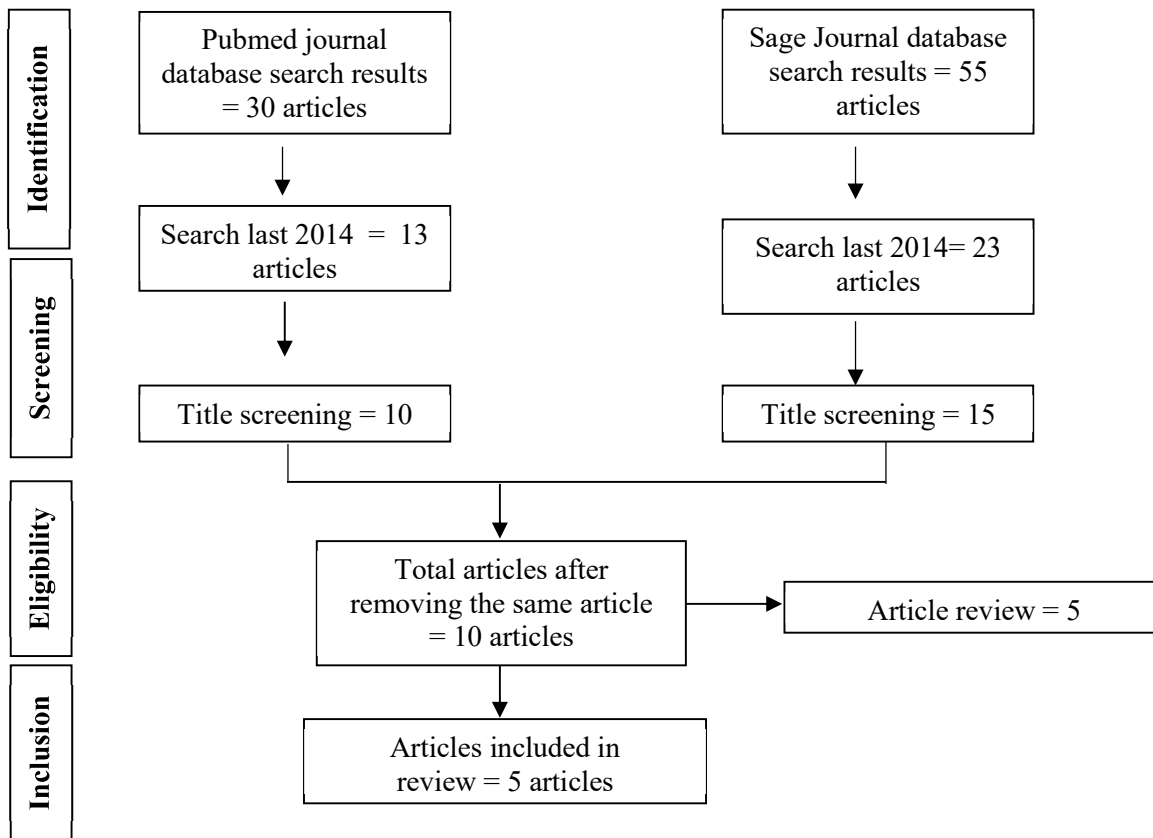 Identification
Pubmed journal
database search results
= 30 articles
Sage Journal database
search results = 55
articles
Search last 2014 = 13
articles
Search last 2014= 23
articles
Screening
Title screening = 10
Title screening = 15
Eligibility
Total articles after
removing the same article
= 10 articles
Article review = 5
Inclusion
Articles included in
review = 5 articles